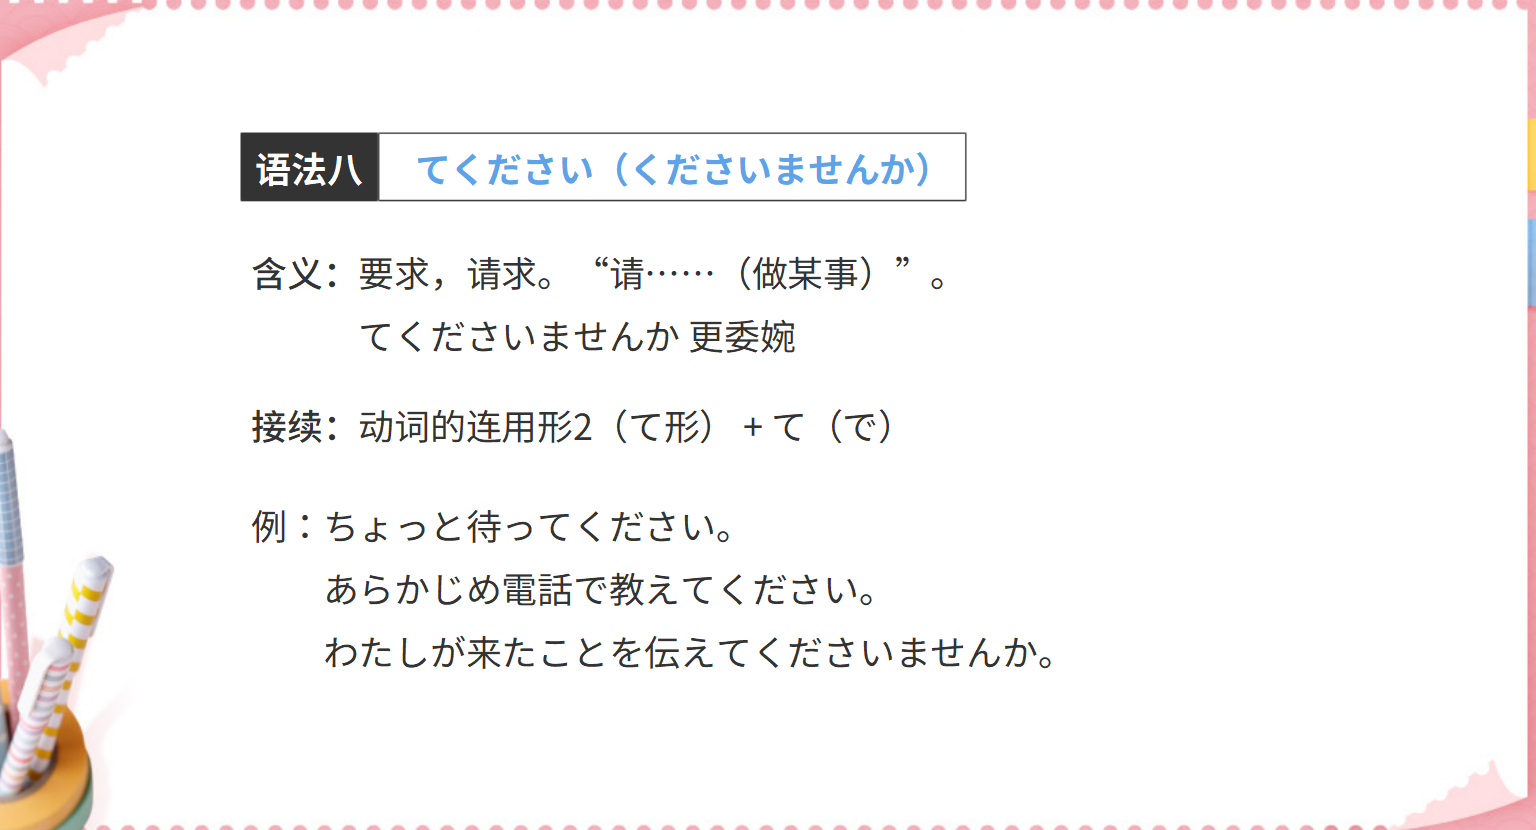 语法八 てください（くださいませんか）
含义：要求，请求。“请……（做某事）”。
てくださいませんか 更委婉
接续：动词的连用形2（て形） + て（で）
例：ちょっと待ってください。
あらかじめ電話で教えてください。
わたしが来たことを伝えてくださいませんか。